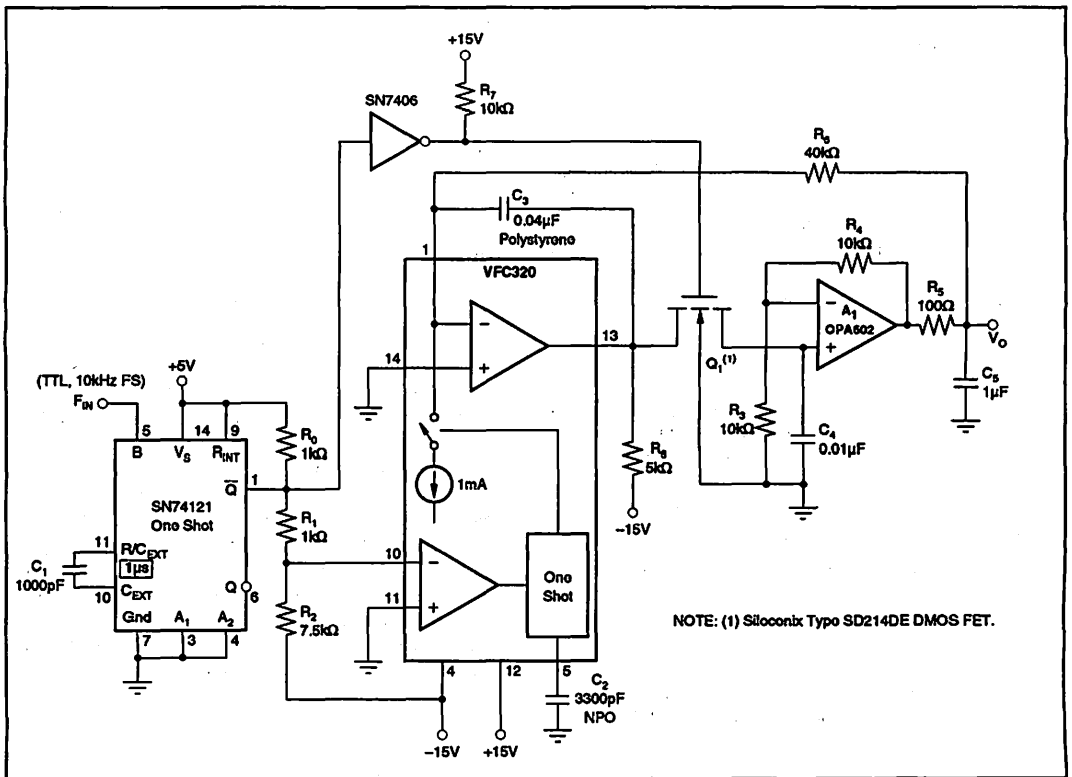 +15V
R7
10kΩ
SN7406
R6
40kΩ
C3
0.04µF
Polystyrene
1
VFC320
R4
10kΩ
R5
100Ω
−
A1
OPA602
+
VO
13
14
−
+
Q1(1)
C5
1µF
+5V
(TTL, 10kHz FS)
FIN
5
14
9
B
VS
RINT
R0
1kΩ
R3
10kΩ
C4
0.01µF
1mA
R6
5kΩ
−15V
Q
1
SN74121
One Shot
R1
1kΩ
11
R/CEXT
1µs
C1
1000pF
10
CEXT
Q
6
10
−
11
+
One
Shot
Gnd
A1
A2
7
3
4
R2
7.5kΩ
NOTE: (1) Siloconix Typo SD214DE DMOS FET.
4
12
5
C2
3300pF
NPO
−15V
+15V